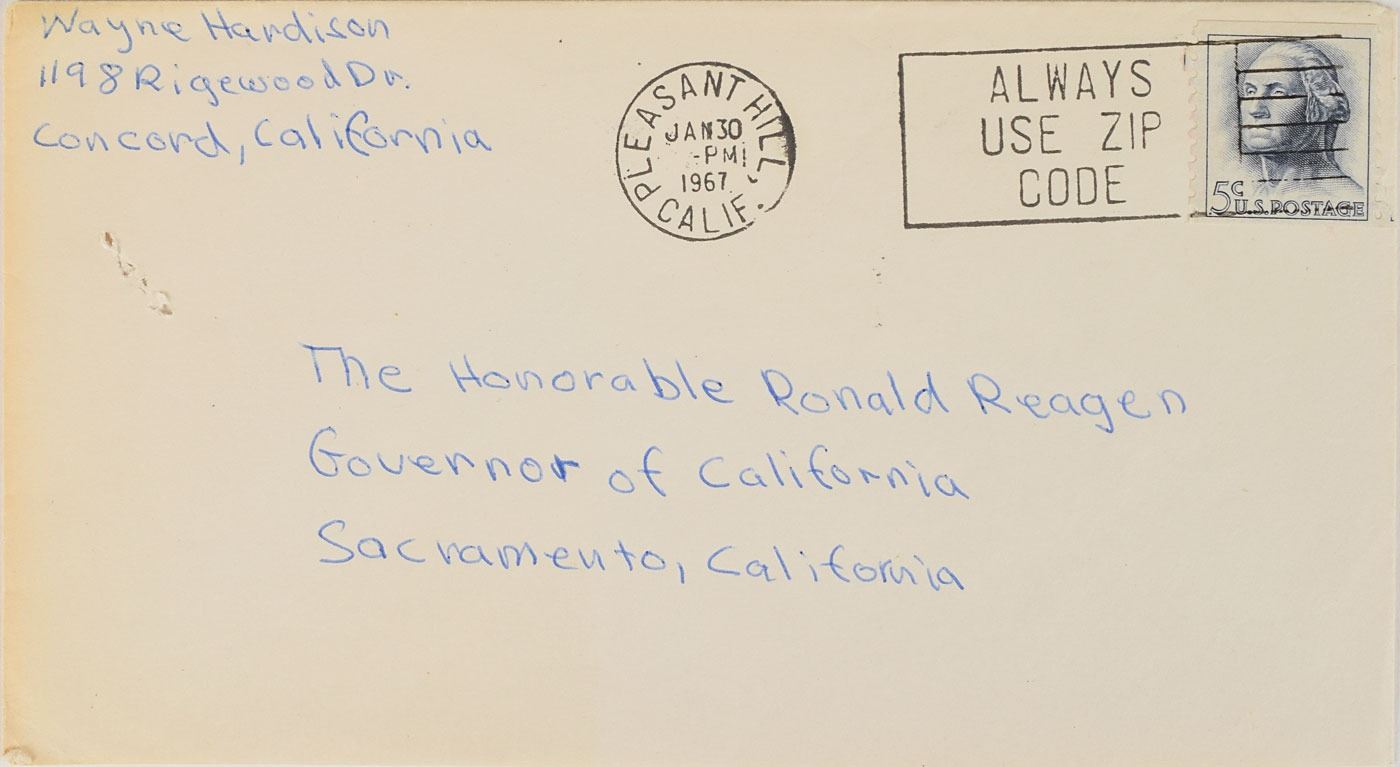 Wayne Hardison
1198 Rigewood Dr.
Concord, California
PLEASANT HILL, CALIF.
JAN 30
-PM
1967
ALWAYS
USE ZIP
CODE
5c
U.S. POSTAGE
The Honorable Ronald Reagen
Governor of California
Sacramento, California